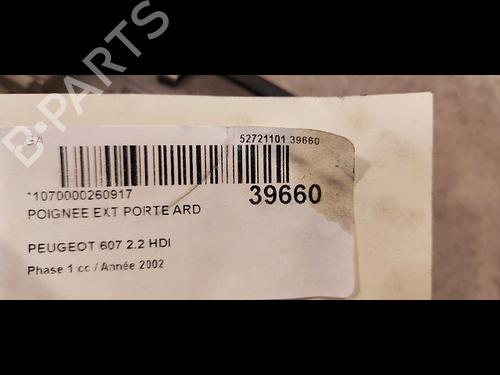 GA 52721101 39660
*1070000260917 39660
POIGNEE EXT PORTE ARD
PEUGEOT 607 2.2 HDI
Phase 1 cc / Année 2002
B-PARTS